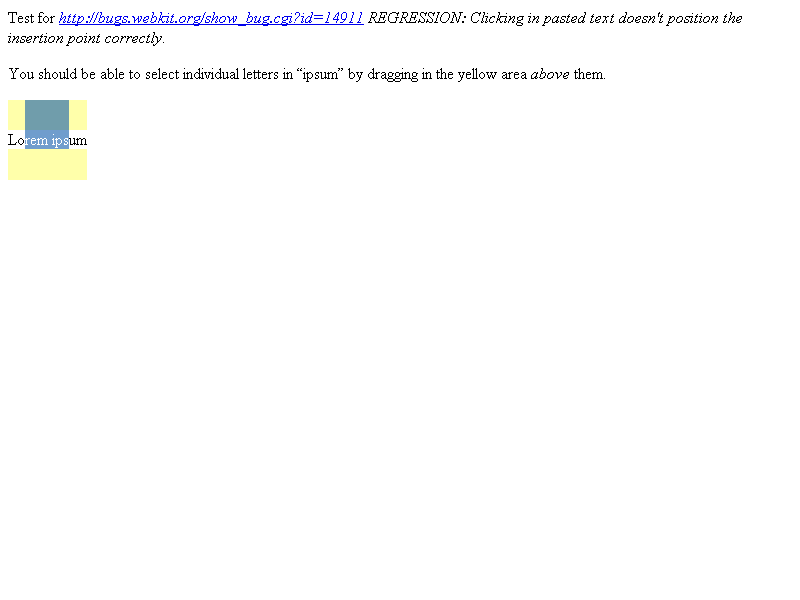 Test for http://bugs.webkit.org/show_bug.cgi?id=14911 REGRESSION: Clicking in pasted text doesn't position the
insertion point correctly.
You should be able to select individual letters in “ipsum” by dragging in the yellow area above them.
Lorem ipsum